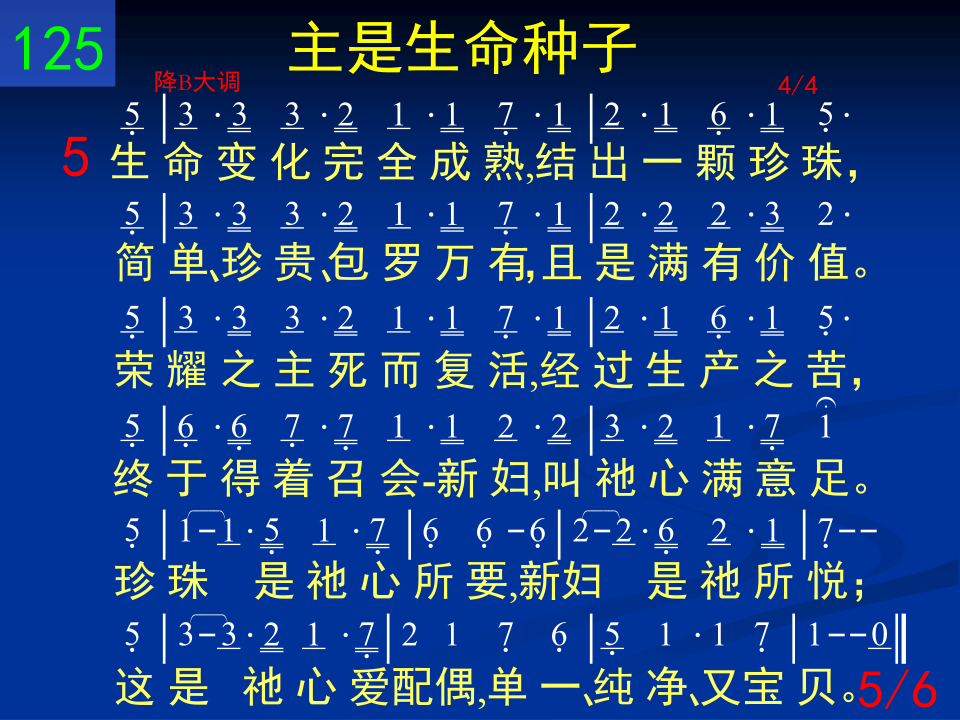 125 主是生命种子
降B大调 4/4
5 | 3 · 3 3 · 2 1 · 1 7 · 1 | 2 · 1 6 · 1 5 ·
5 生命变化完全成熟,结出一颗珍珠，
5 | 3 · 3 3 · 2 1 · 1 7 · 1 | 2 · 2 2 · 3 2 ·
简单、珍贵、包罗万有，且是满有价值。
5 | 3 · 3 3 · 2 1 · 1 7 · 1 | 2 · 1 6 · 1 5 ·
荣耀之主死而复活,经过生产之苦，
5 | 6 · 6 7 · 7 1 · 1 2 · 2 | 3 · 2 1 · 7 1
终于得着召会-新妇,叫祂心满意足。
5 | 1 - 1 · 5 1 · 7 | 6 6 - 6 | 2 - 2 · 6 2 · 1 | 7 - -
珍珠 是祂心所要,新妇 是祂所悦；
5 | 3 - 3 · 2 1 · 7 | 2 1 7 6 | 5 1 · 1 7 | 1 - - 0 ‖
这是 祂心爱配偶,单一、纯净、又宝贝。
5/6